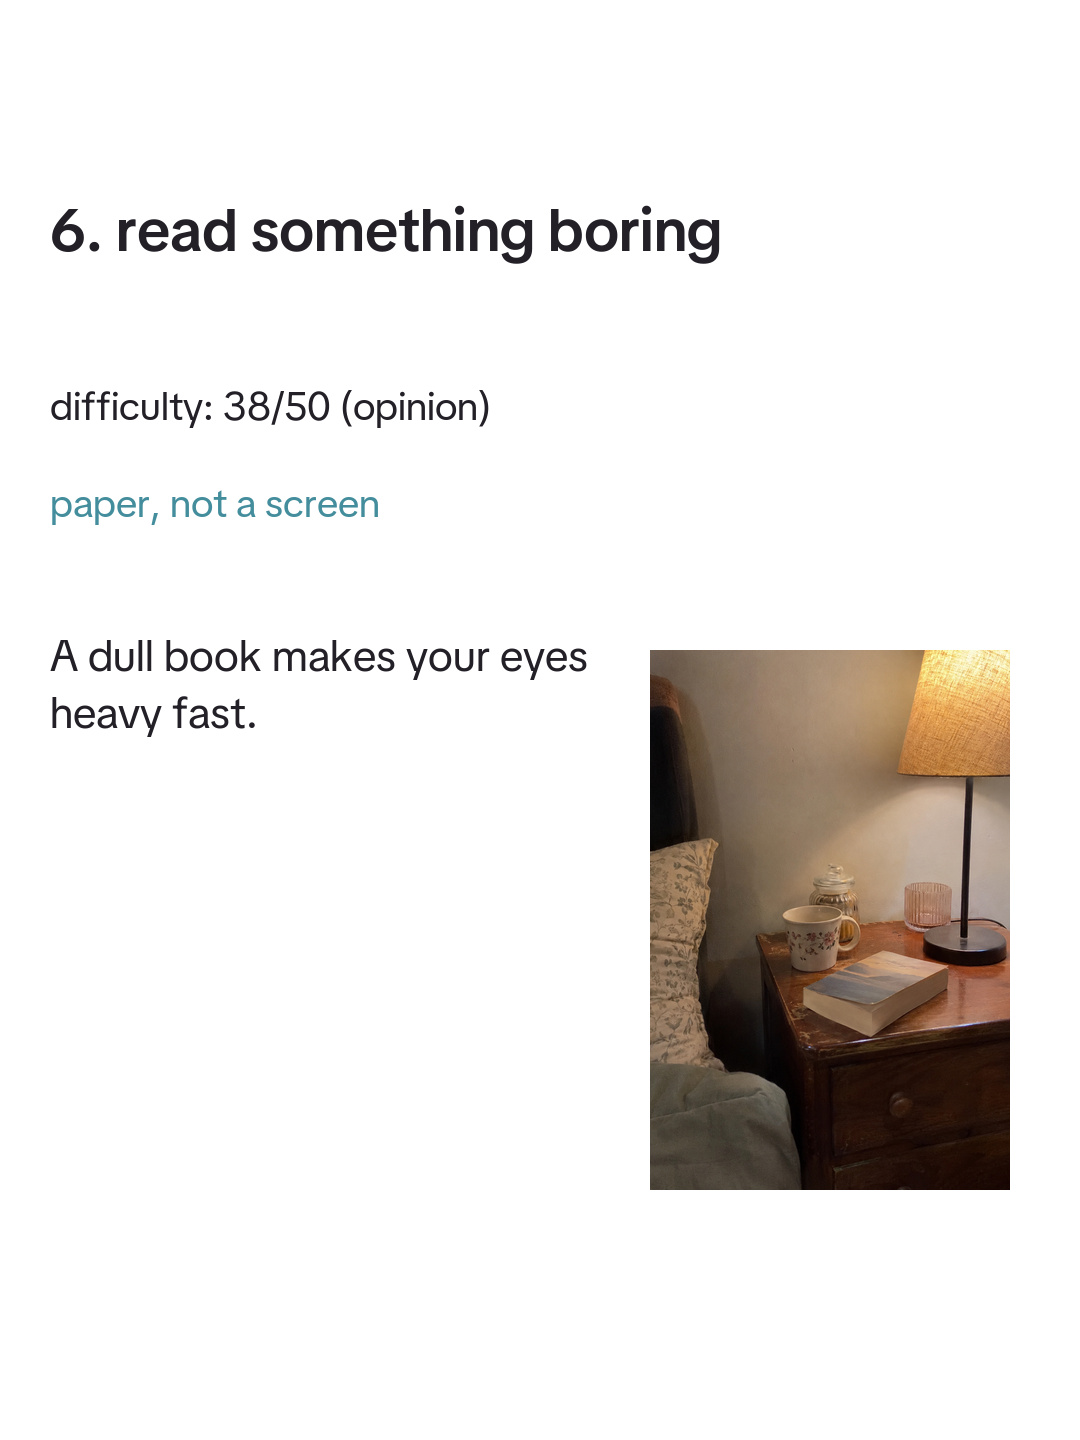 6. read something boring
difficulty: 38/50 (opinion)
paper, not a screen
A dull book makes your eyes
heavy fast.